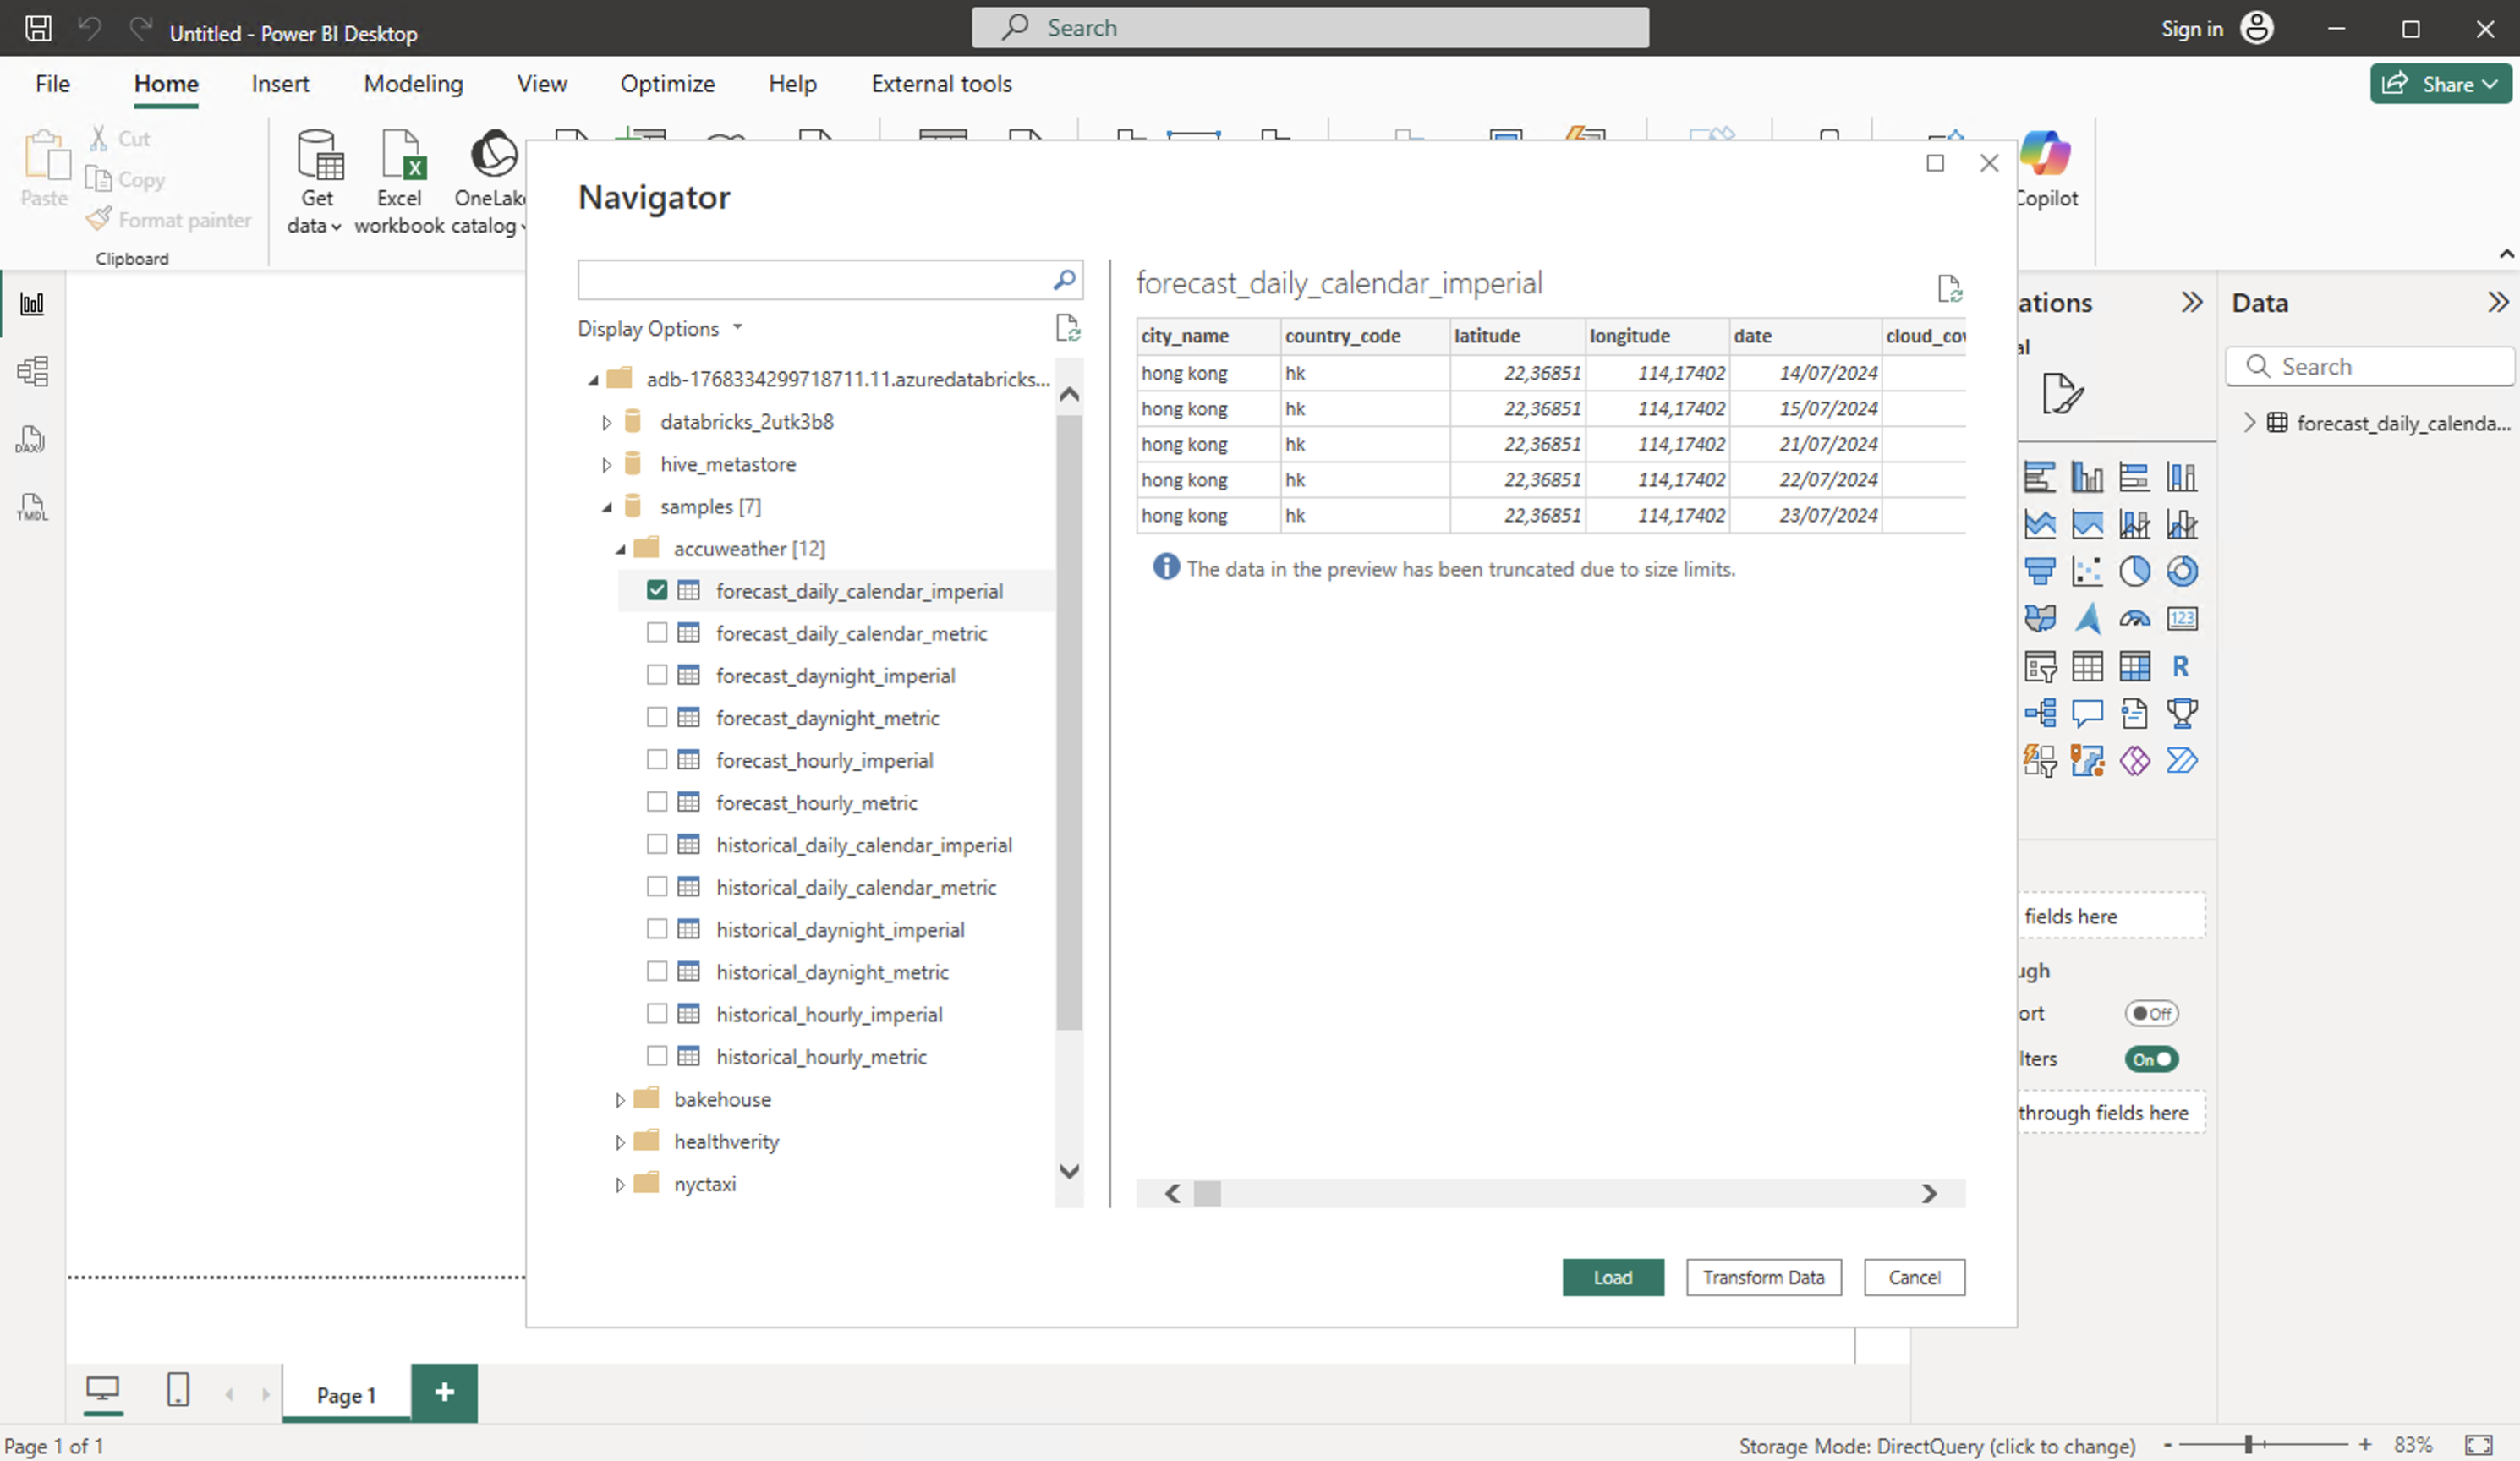 Untitled - Power BI Desktop
Search
Sign in
File
Home
Insert
Modeling
View
Optimize
Help
External tools
Share
Paste
Cut
Copy
Format painter
Clipboard
Get
data
Excel
workbook
OneLake
catalog
Copilot
Navigator
Display Options
adb-1768334299718711.11.azuredatabricks...
databricks_2utk3b8
hive_metastore
samples [7]
accuweather [12]
forecast_daily_calendar_imperial
forecast_daily_calendar_metric
forecast_daynight_imperial
forecast_daynight_metric
forecast_hourly_imperial
forecast_hourly_metric
historical_daily_calendar_imperial
historical_daily_calendar_metric
historical_daynight_imperial
historical_daynight_metric
historical_hourly_imperial
historical_hourly_metric
bakehouse
healthverity
nyctaxi
forecast_daily_calendar_imperial
city_name country_code latitude longitude date cloud_cov
hong kong hk 22,36851 114,17402 14/07/2024
hong kong hk 22,36851 114,17402 15/07/2024
hong kong hk 22,36851 114,17402 21/07/2024
hong kong hk 22,36851 114,17402 22/07/2024
hong kong hk 22,36851 114,17402 23/07/2024
The data in the preview has been truncated due to size limits.
Load
Transform Data
Cancel
ations
al
123
R
fields here
ugh
ort
Off
lters
On
through fields here
Data
Search
forecast_daily_calenda...
DAX
TMDL
Page 1
Page 1 of 1
Storage Mode: DirectQuery (click to change)
- + 83%